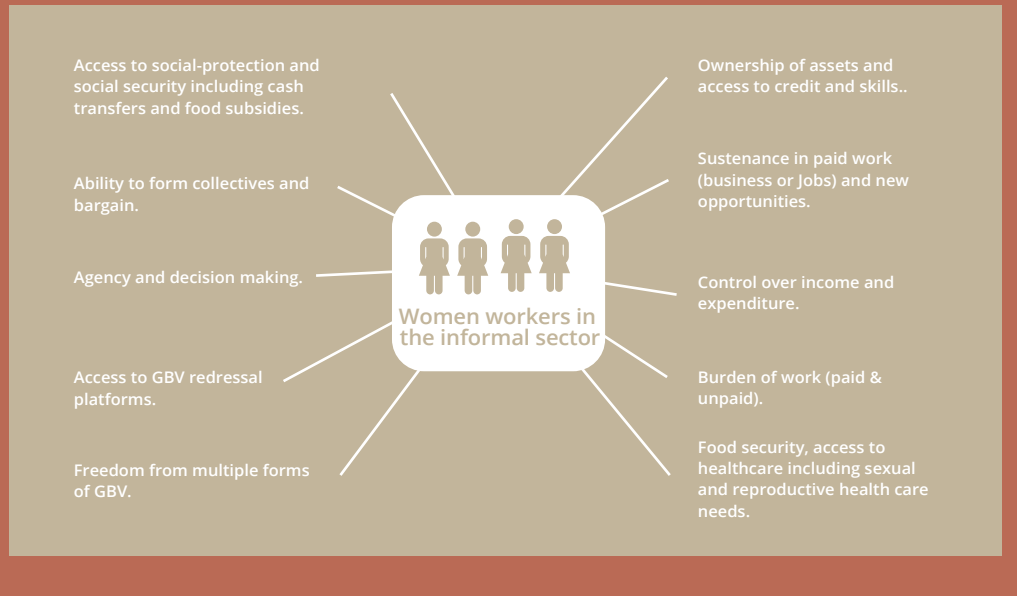 Access to social-protection and
social security including cash
transfers and food subsidies.
Ability to form collectives and
bargain.
Agency and decision making.
Access to GBV redressal
platforms.
Freedom from multiple forms
of GBV.
Women workers in
the informal sector
Ownership of assets and
access to credit and skills..
Sustenance in paid work
(business or Jobs) and new
opportunities.
Control over income and
expenditure.
Burden of work (paid &
unpaid).
Food security, access to
healthcare including sexual
and reproductive health care
needs.